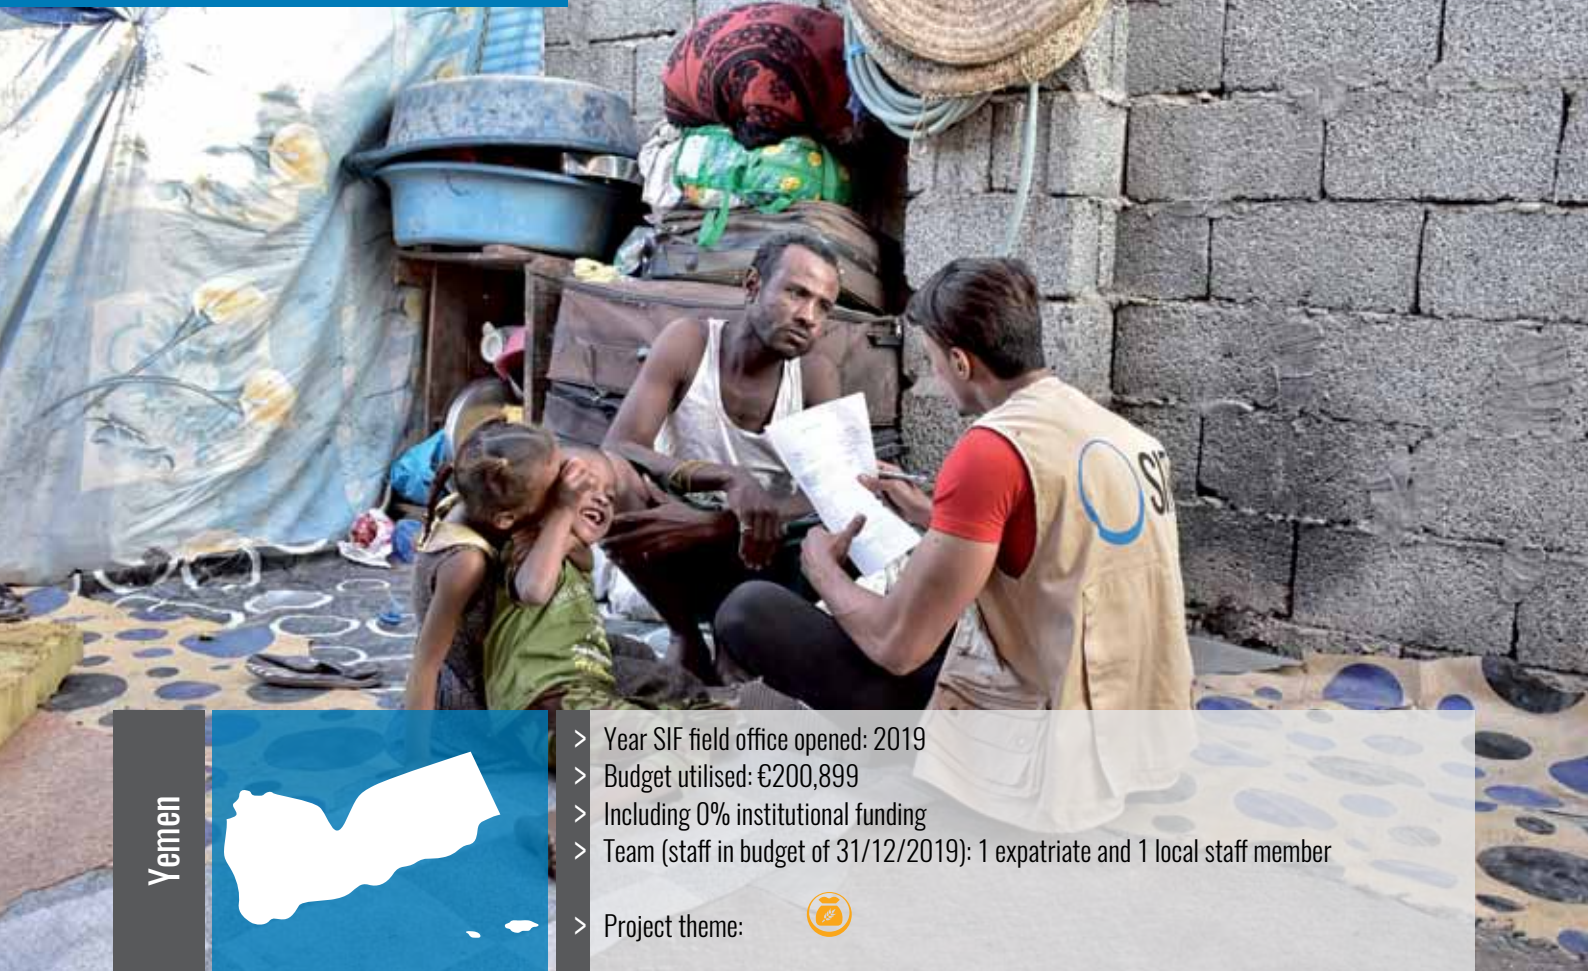 SIF
Yemen
> Year SIF field office opened: 2019
> Budget utilised: €200,899
> Including 0% institutional funding
> Team (staff in budget of 31/12/2019): 1 expatriate and 1 local staff member
> Project theme: